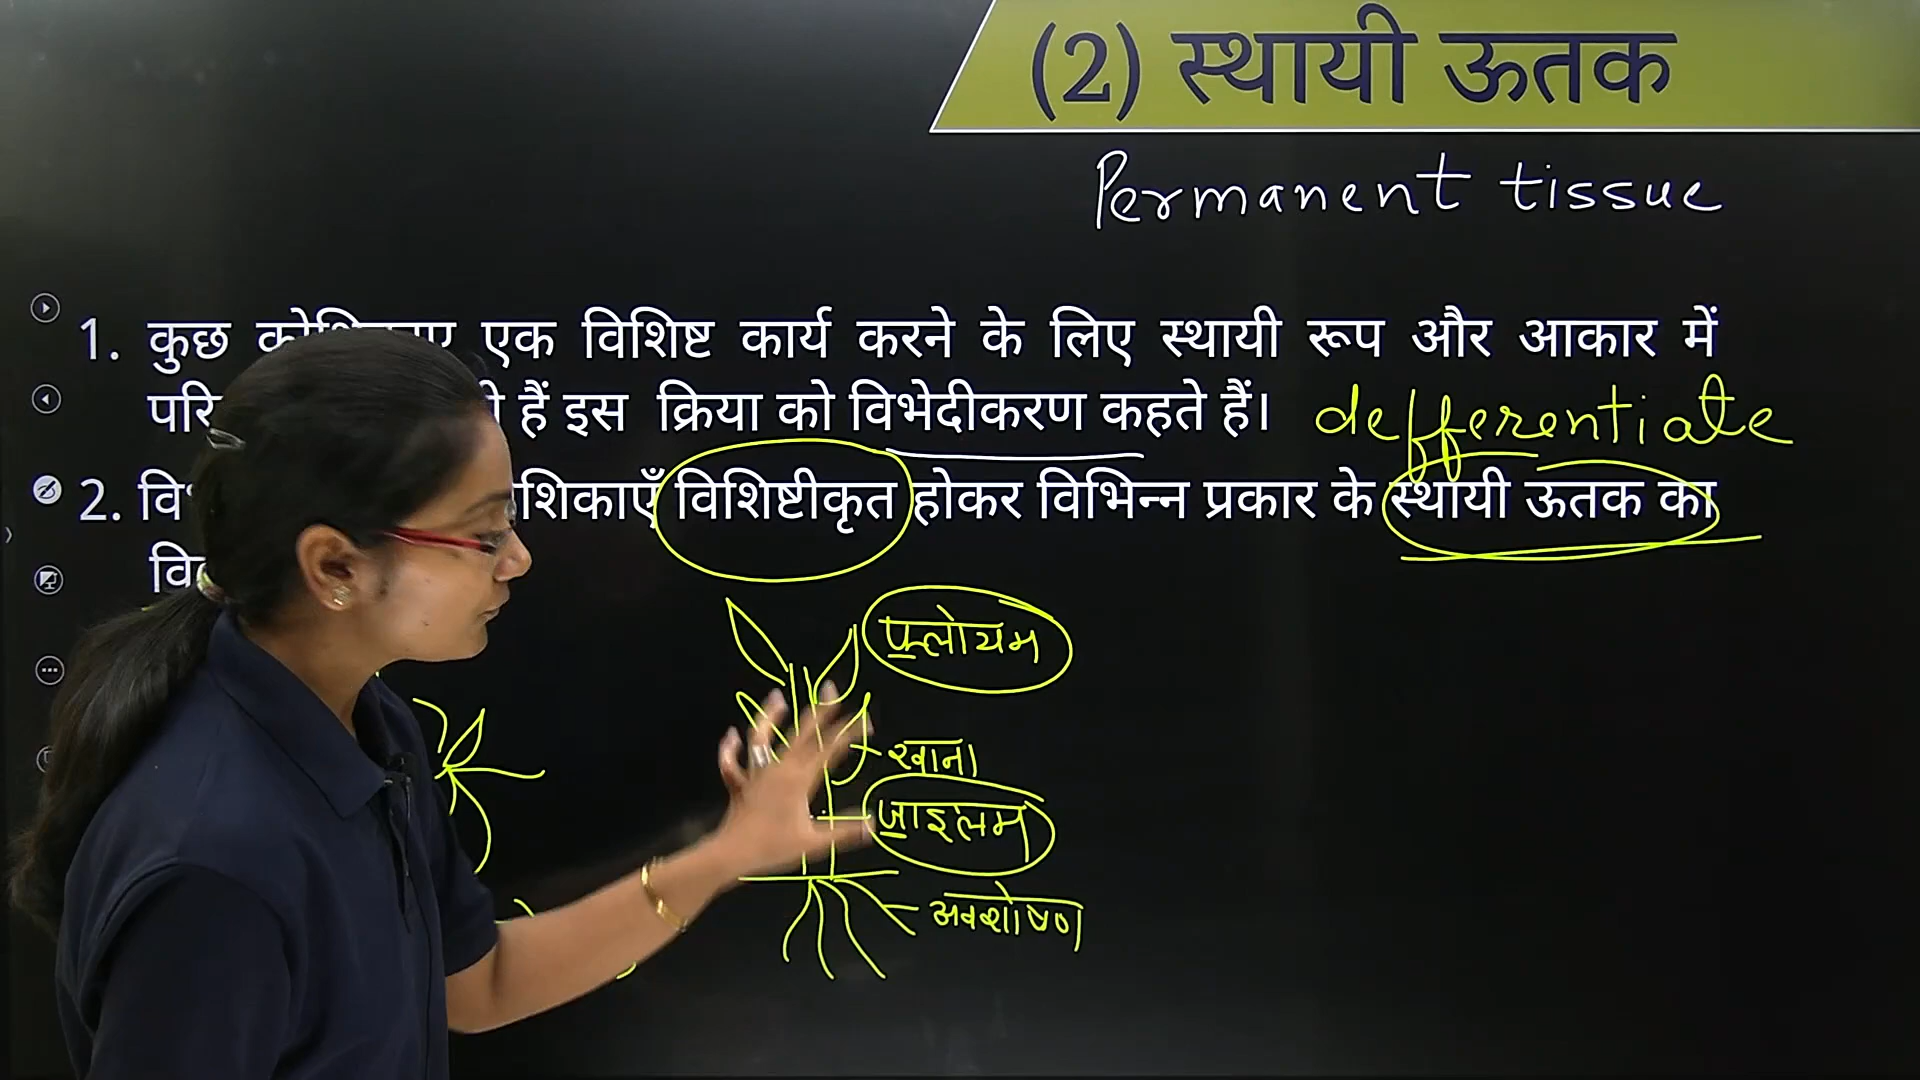 (2) स्थायी ऊतक
Permanent tissue
1. कुछ एक विशिष्ट कार्य करने के लिए स्थायी रूप और आकार में
हैं इस क्रिया को विभेदीकरण कहते हैं। defferentiate
2. विशिष्टीकृत होकर विभिन्न प्रकार के स्थायी ऊतक का
फ्लोयम
खाना
जाइलम
अवशोषण